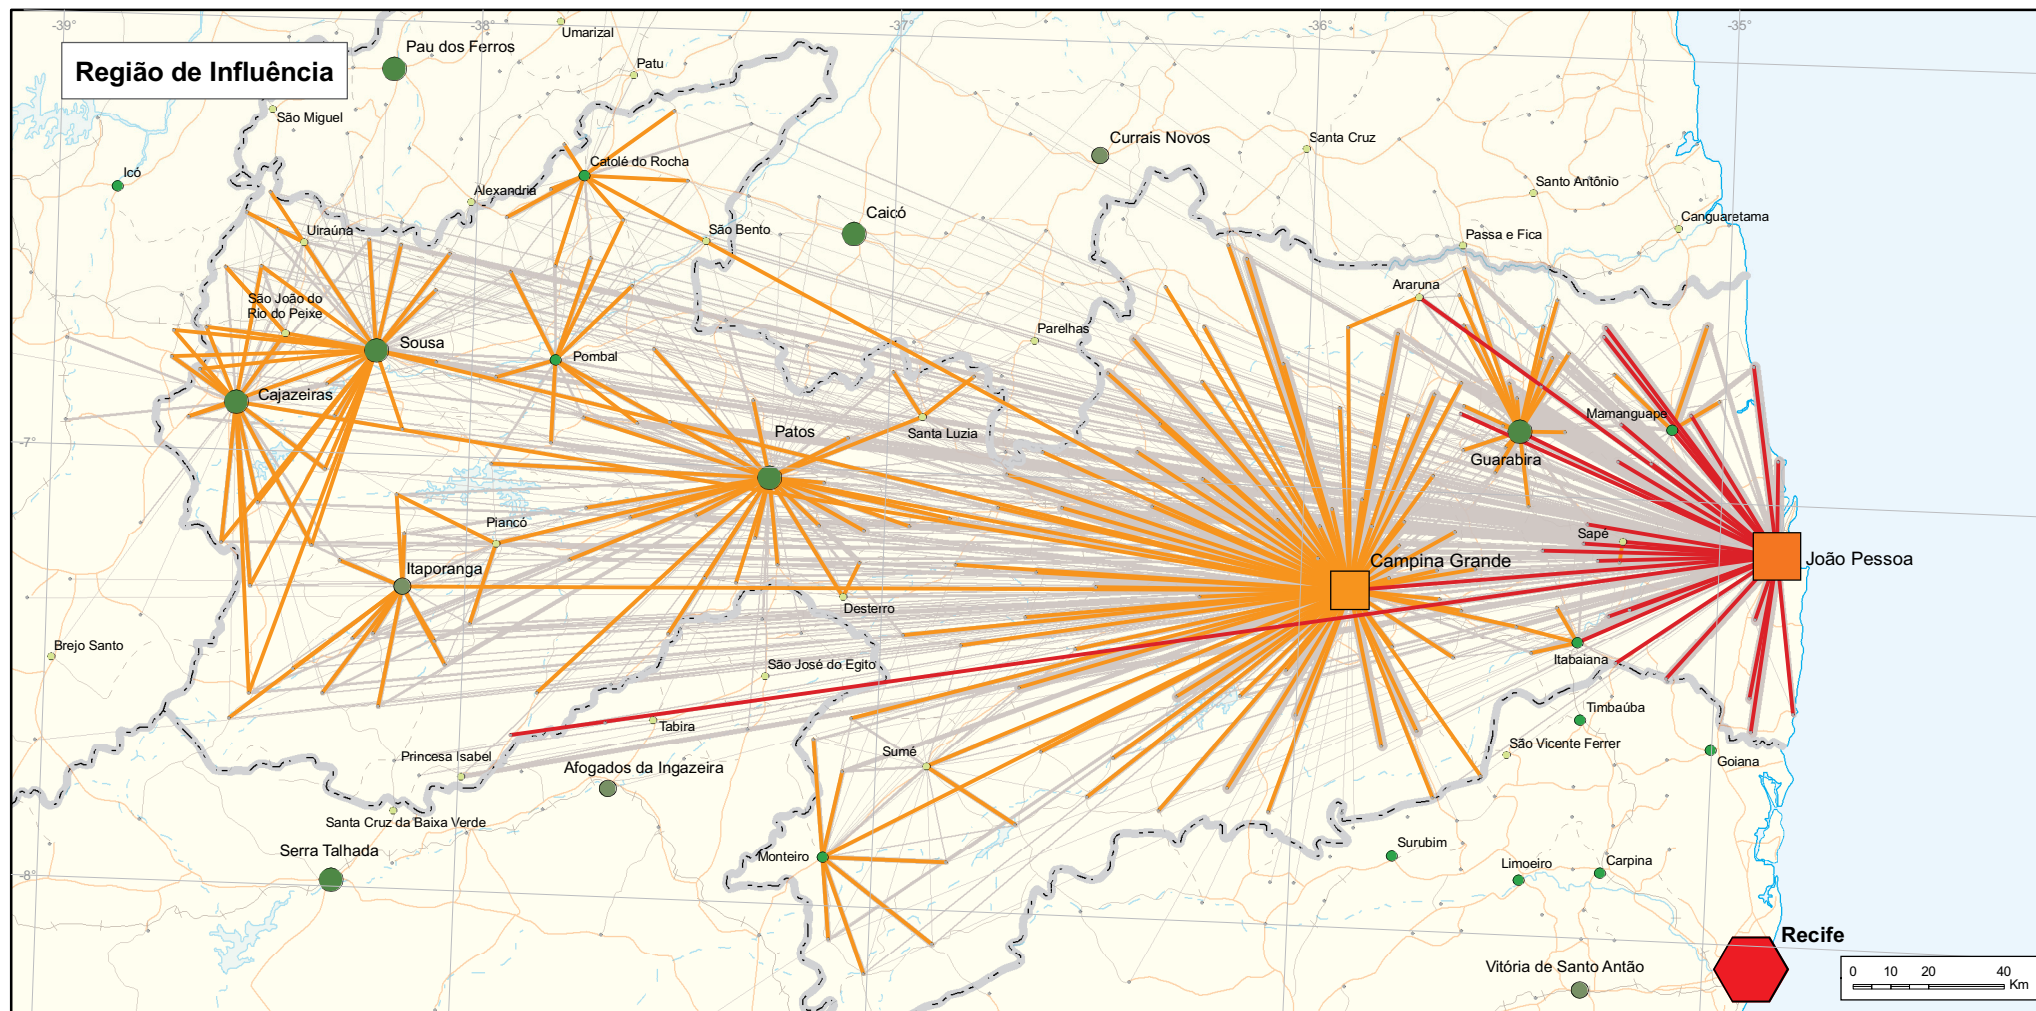 -39°
-38°
-37°
-36°
-35°
Região de Influência
Pau dos Ferros
Umarizal
Patu
São Miguel
Icó
Catolé do Rocha
Alexandria
Currais Novos
Santa Cruz
Santo Antônio
Canguaretama
Caicó
São Bento
Uiraúna
Passa e Fica
Araruna
São João do
Rio do Peixe
Sousa
Pombal
Parelhas
Cajazeiras
Mamanguape
Santa Luzia
Patos
Guarabira
-7°
Piancó
Sapé
Itaporanga
Campina Grande
João Pessoa
Desterro
Brejo Santo
São José do Egito
Itabaiana
Tabira
Timbaúba
Princesa Isabel
Sumé
São Vicente Ferrer
Goiana
Afogados da Ingazeira
Santa Cruz da Baixa Verde
Serra Talhada
Monteiro
Surubim
Limoeiro
Carpina
-8°
Recife
Vitória de Santo Antão
0 10 20 40
Km